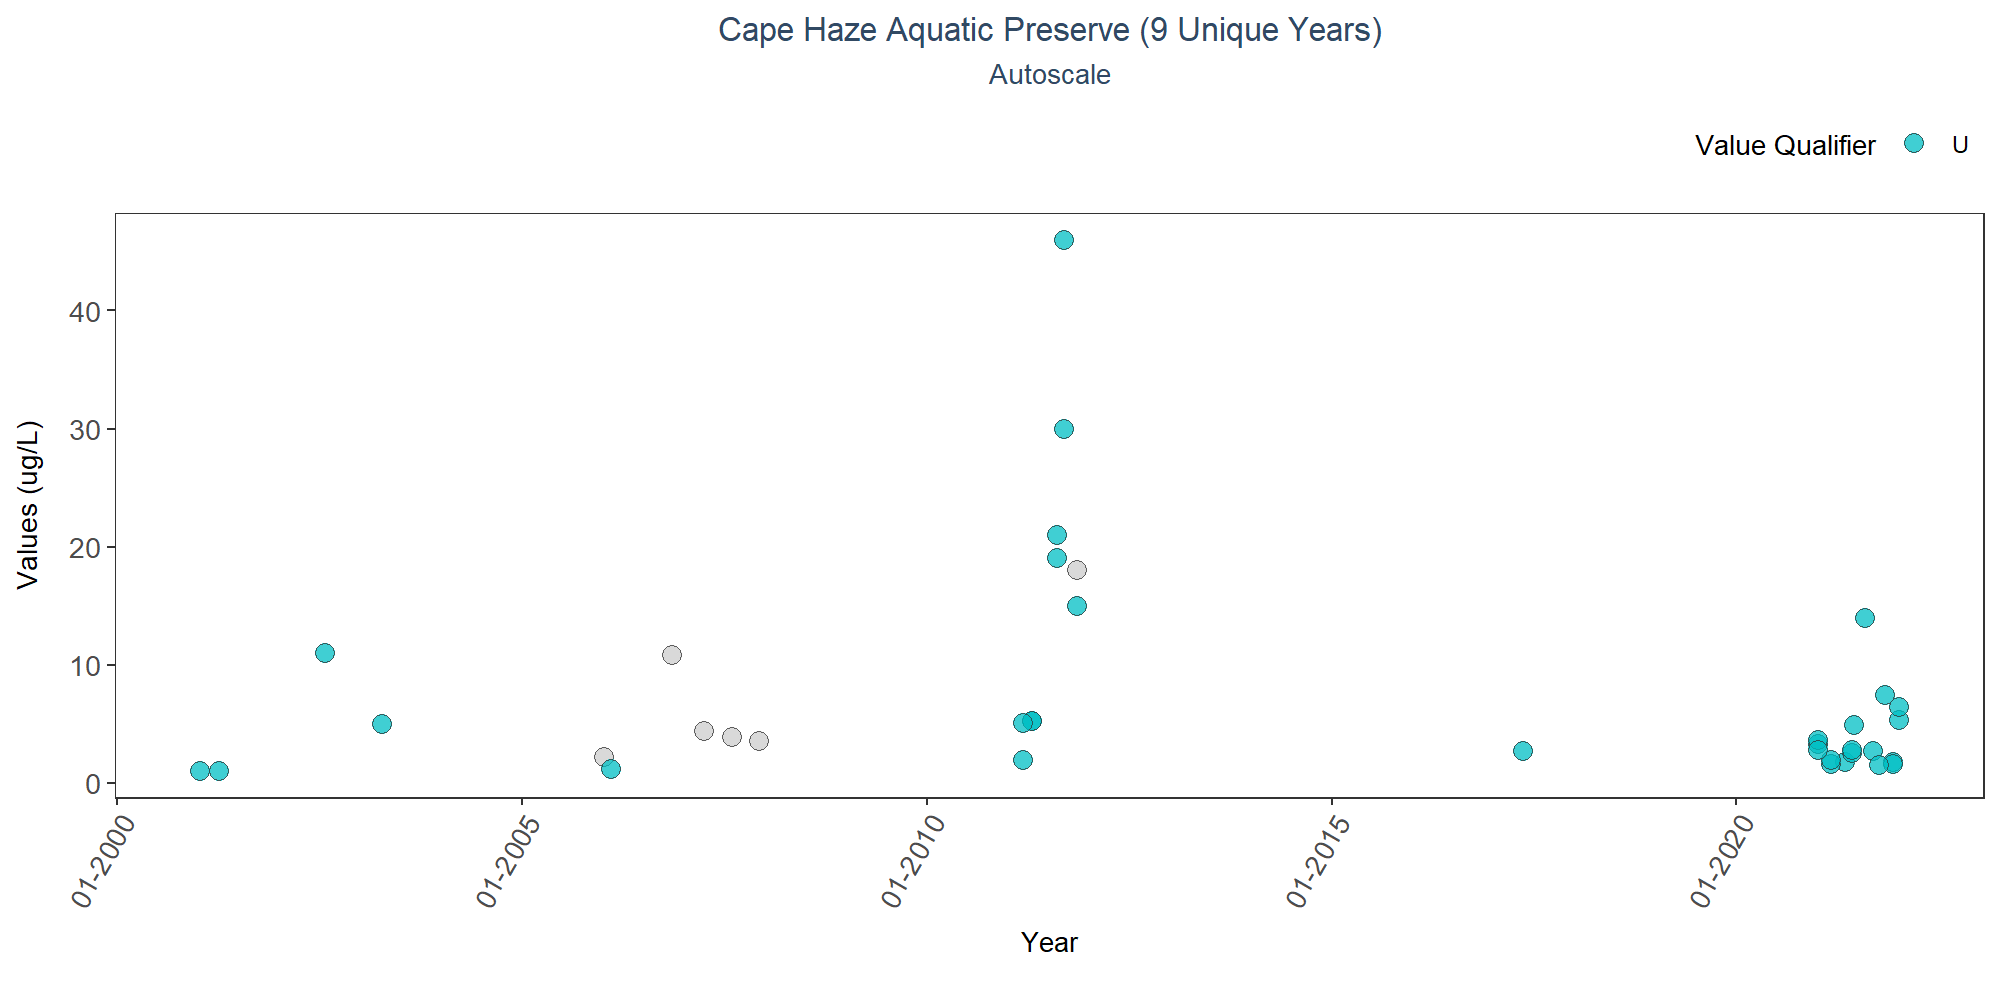 Cape Haze Aquatic Preserve (9 Unique Years)
Autoscale
Value Qualifier U
Values (ug/L)
40
30
20
10
0
01-2000
01-2005
01-2010
01-2015
01-2020
Year